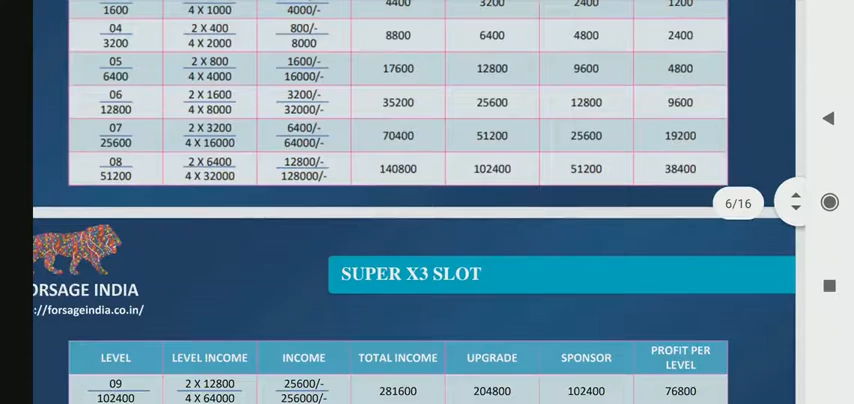 1600 4 X 1000 4000/- 4400 3200 2400 1200
04 2 X 400 800/-
3200 4 X 2000 8000 8800 6400 4800 2400
05 2 X 800 1600/-
6400 4 X 4000 16000/- 17600 12800 9600 4800
06 2 X 1600 3200/-
12800 4 X 8000 32000/- 35200 25600 12800 9600
07 2 X 3200 6400/-
25600 4 X 16000 64000/- 70400 51200 25600 19200
08 2 X 6400 12800/-
51200 4 X 32000 128000/- 140800 102400 51200 38400
6/16
SUPER X3 SLOT
ORSAGE INDIA
://forsageindia.co.in/
LEVEL LEVEL INCOME INCOME TOTAL INCOME UPGRADE SPONSOR PROFIT PER LEVEL
09 2 X 12800 25600/-
102400 4 X 64000 256000/- 281600 204800 102400 76800